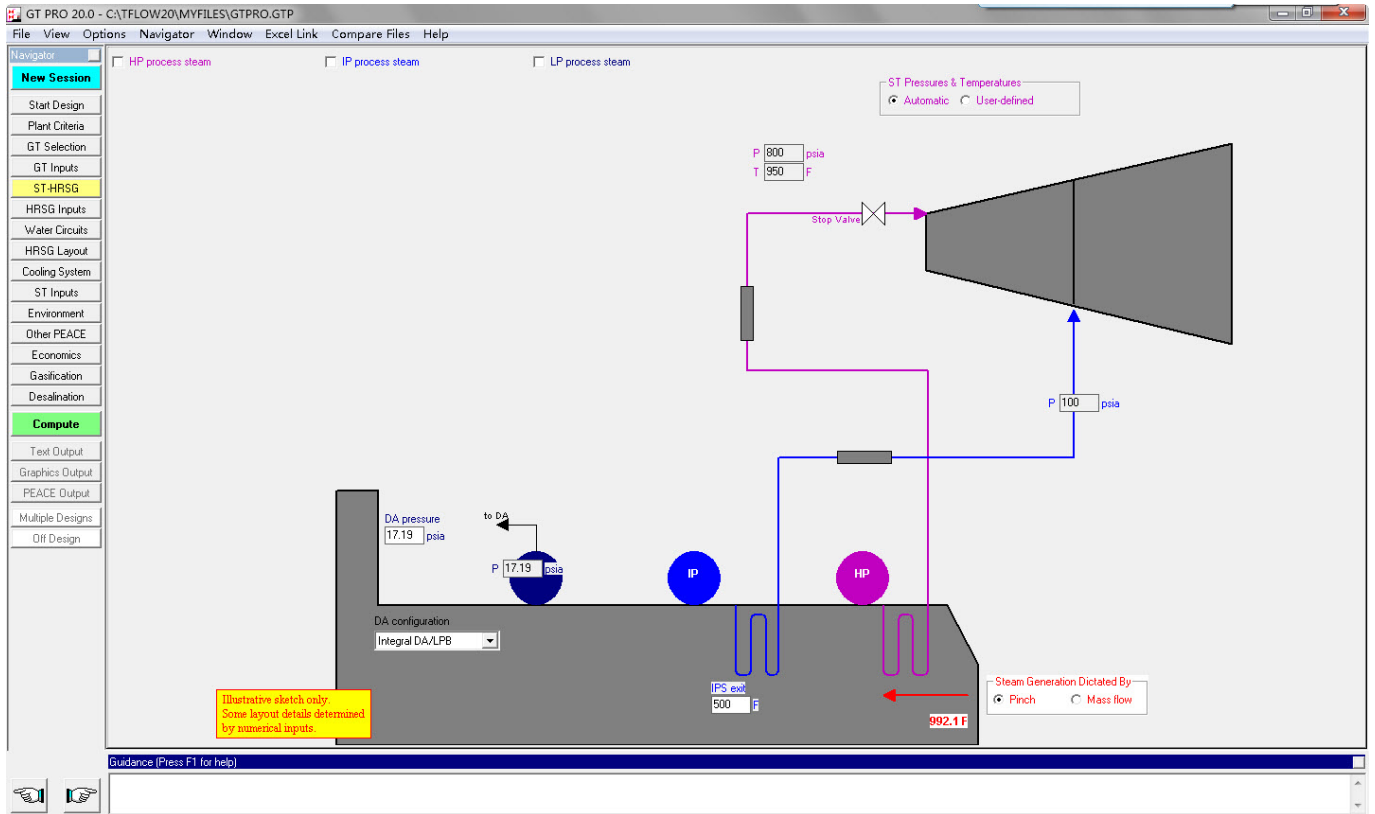 GT PRO 20.0 - C:\TFLOW20\MYFILES\GTPRO.GTP
File View Options Navigator Window Excel Link Compare Files Help
Navigator
New Session
Start Design
Plant Criteria
GT Selection
GT Inputs
ST-HRSG
HRSG Inputs
Water Circuits
HRSG Layout
Cooling System
ST Inputs
Environment
Other PEACE
Economics
Gasification
Desalination
Compute
Text Output
Graphics Output
PEACE Output
Multiple Designs
Off Design
HP process steam
IP process steam
LP process steam
ST Pressures & Temperatures
Automatic User-defined
P 800 psia
T 950 F
Stop Valve
P 100 psia
DA pressure
17.19 psia
to DA
P 17.19 psia
IP
HP
DA configuration
Integral DA/LPB
IPS exit
500 F
Steam Generation Dictated By
Pinch Mass flow
992.1 F
Illustrative sketch only.
Some layout details determined
by numerical inputs.
Guidance (Press F1 for help)